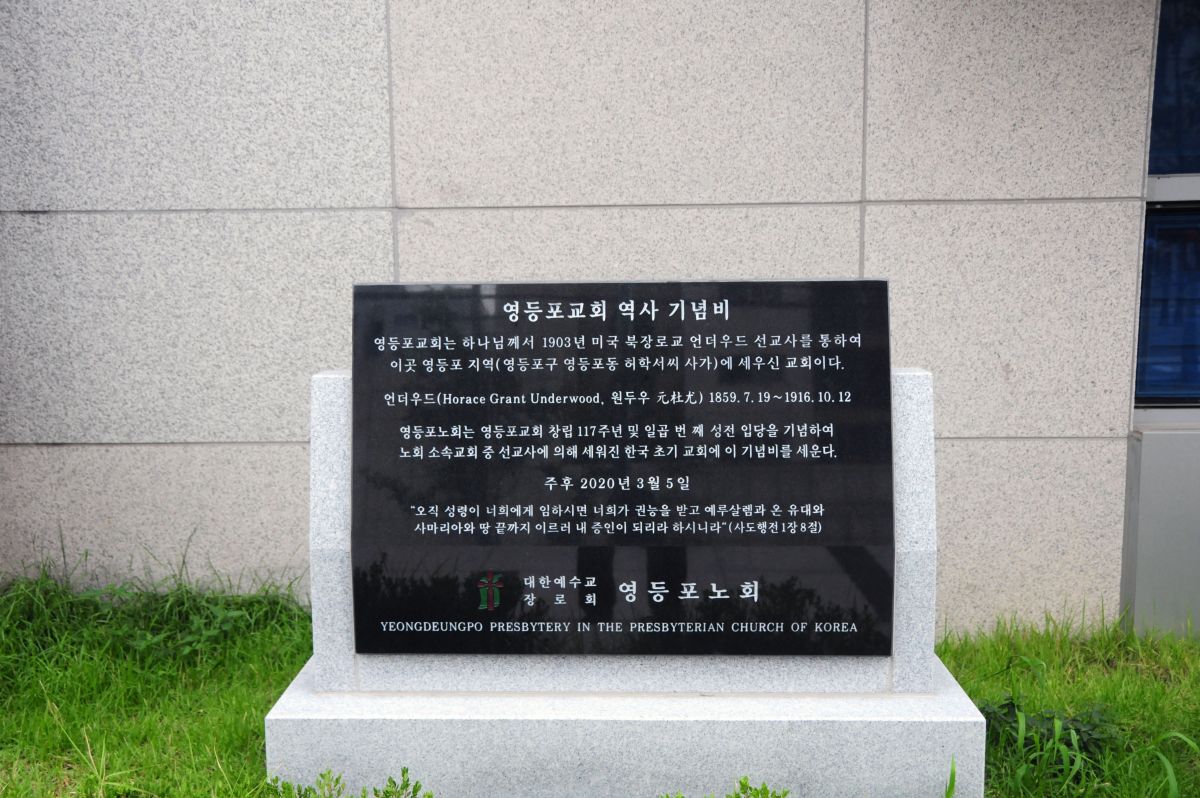 영등포교회 역사 기념비
영등포교회는 하나님께서 1903년 미국 북장로교 언더우드 선교사를 통하여
이곳 영등포 지역(영등포구 영등포동 허학서씨 사가)에 세우신 교회이다.
언더우드(Horace Grant Underwood, 원두우 元杜尤) 1859. 7. 19~1916. 10. 12
영등포노회는 영등포교회 창립 117주년 및 일곱 번 째 성전 입당을 기념하여
노회 소속교회 중 선교사에 의해 세워진 한국 초기 교회에 이 기념비를 세운다.
주후 2020년 3월 5일
"오직 성령이 너희에게 임하시면 너희가 권능을 받고 예루살렘과 온 유대와
사마리아와 땅 끝까지 이르러 내 증인이 되리라 하시니라"(사도행전 1장 8절)
대한예수교
장로회 영등포노회
YEONGDEUNGPO PRESBYTERY IN THE PRESBYTERIAN CHURCH OF KOREA